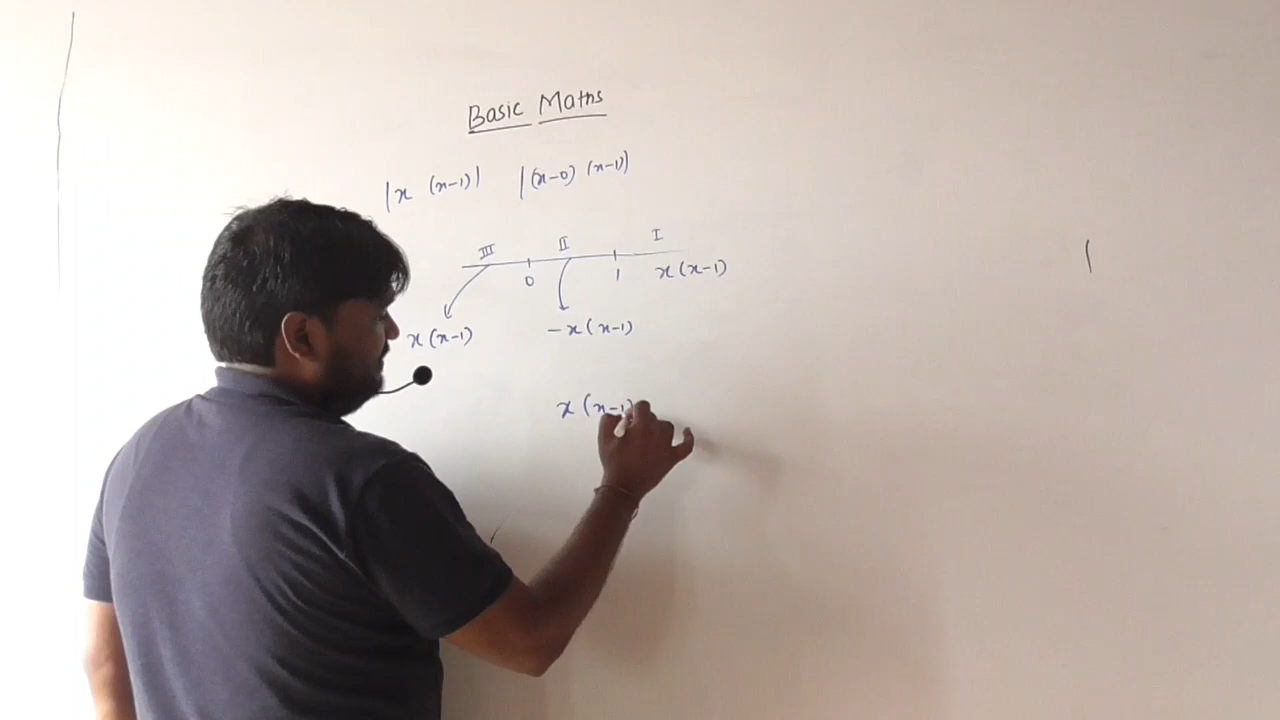 Basic Maths
|x (x-1)| |(x-0) (x-1)|
III II I
0 1 x(x-1)
x(x-1) -x(x-1)
x(x-1)